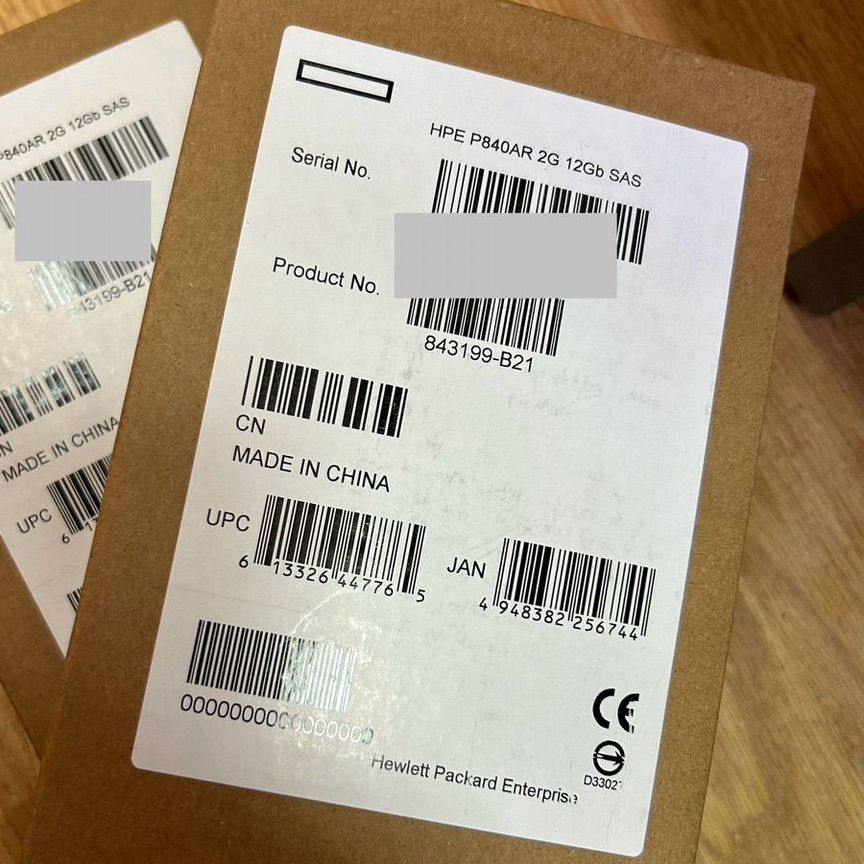 HPE P840AR 2G 12Gb SAS
Serial No.
Product No.
843199-B21
CN
MADE IN CHINA
UPC
6 13326 44776 5
JAN
4 948382 256744
0000000000000000
D33027
Hewlett Packard Enterprise
P840AR 2G 12Gb SAS
43199-B21
MADE IN CHINA
UPC